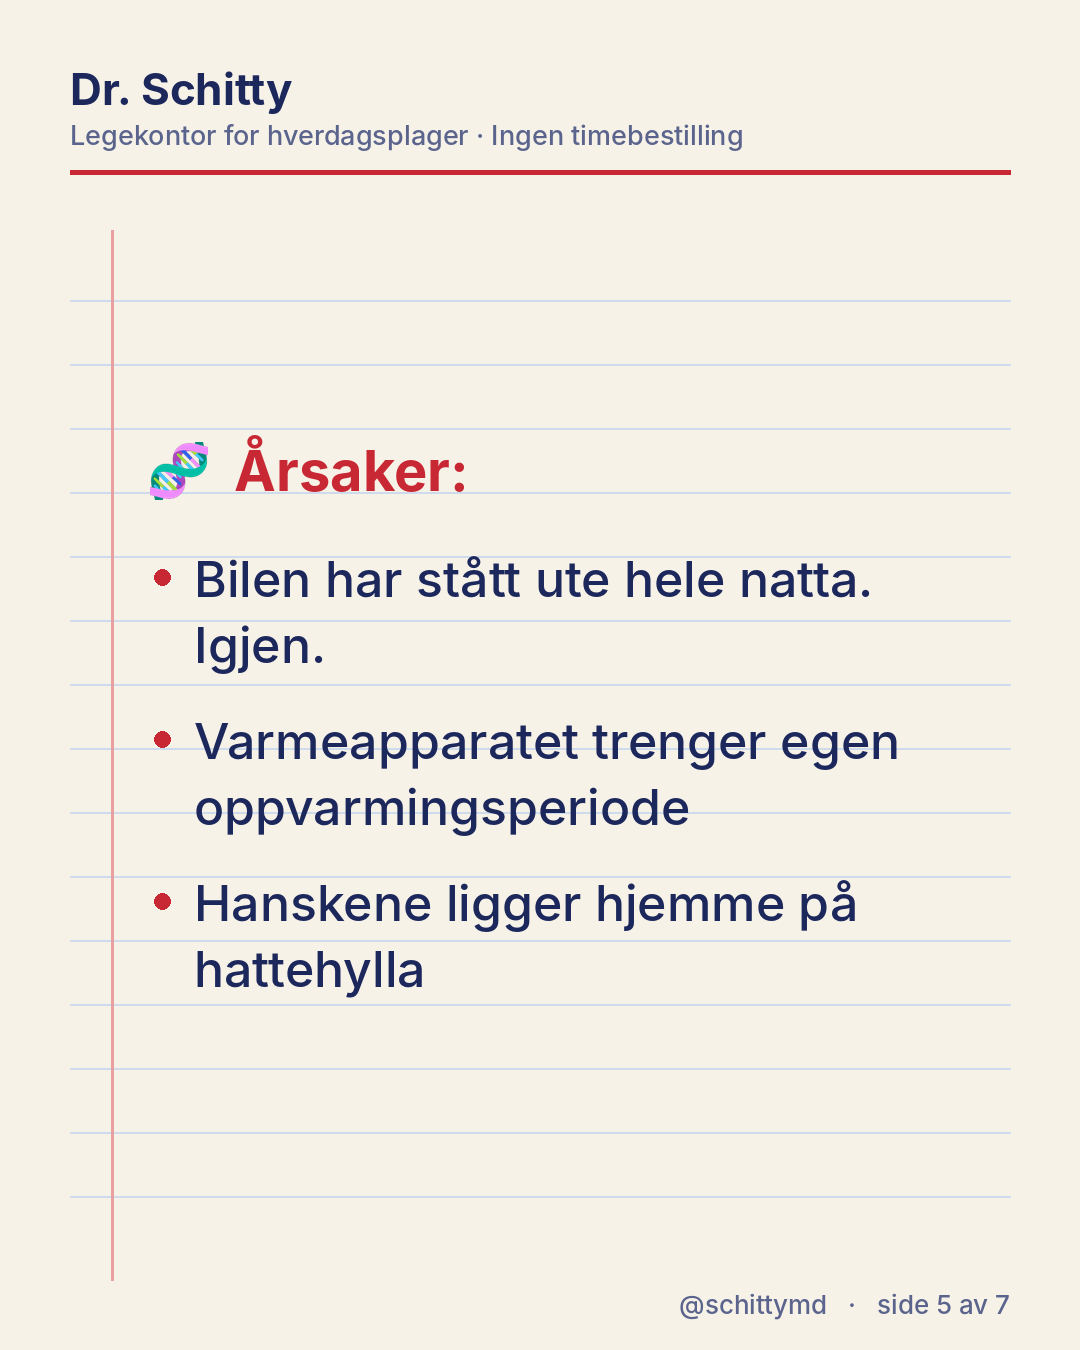 Dr. Schitty
Legekontor for hverdagsplager · Ingen timebestilling
🧬 Årsaker:
• Bilen har stått ute hele natta.
Igjen.
• Varmeapparatet trenger egen
oppvarmingsperiode
• Hanskene ligger hjemme på
hattehylla
@schittymd · side 5 av 7